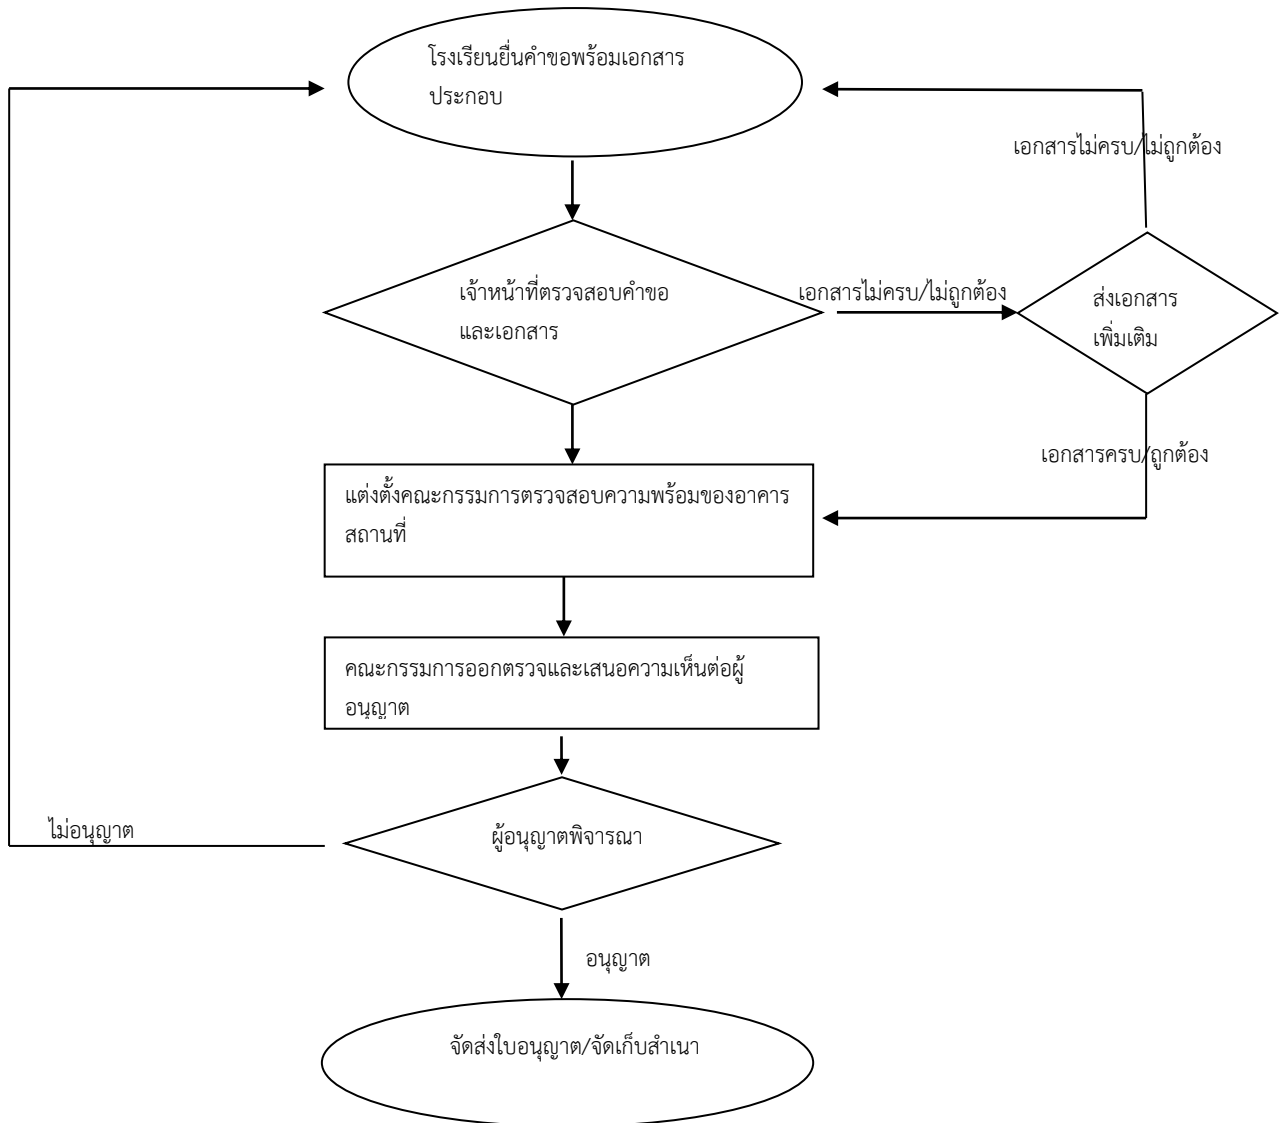 โรงเรียนยื่นคำขอพร้อมเอกสาร
ประกอบ
เอกสารไม่ครบ/ไม่ถูกต้อง
เจ้าหน้าที่ตรวจสอบคำขอ
และเอกสาร
เอกสารไม่ครบ/ไม่ถูกต้อง
ส่งเอกสาร
เพิ่มเติม
เอกสารครบ/ถูกต้อง
แต่งตั้งคณะกรรมการตรวจสอบความพร้อมของอาคาร
สถานที่
คณะกรรมการออกตรวจและเสนอความเห็นต่อผู้
อนุญาต
ไม่อนุญาต
ผู้อนุญาตพิจารณา
อนุญาต
จัดส่งใบอนุญาต/จัดเก็บสำเนา